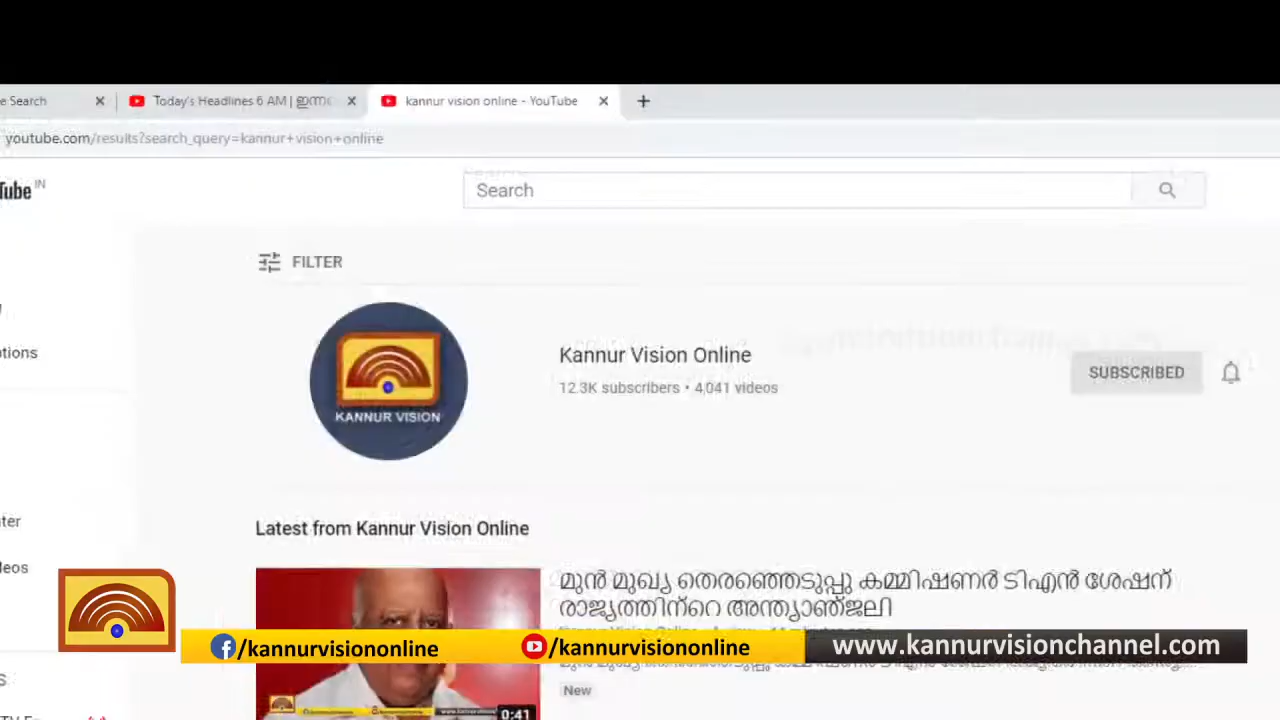 e Search
Today's Headlines 6 AM | ഇന്ന
kannur vision online - YouTube
youtube.com/results?search_query=kannur+vision+online
Tube IN
Search
FILTER
KANNUR VISION
Kannur Vision Online
12.3K subscribers • 4,041 videos
SUBSCRIBED
Latest from Kannur Vision Online
മുൻ മുഖ്യ തെരഞ്ഞെടുപ്പു കമ്മിഷണർ ടിഎൻ ശേഷന്
രാജ്യത്തിന്റെ അന്ത്യാഞ്ജലി
New
0:41
/kannurvisiononline
/kannurvisiononline
www.kannurvisionchannel.com